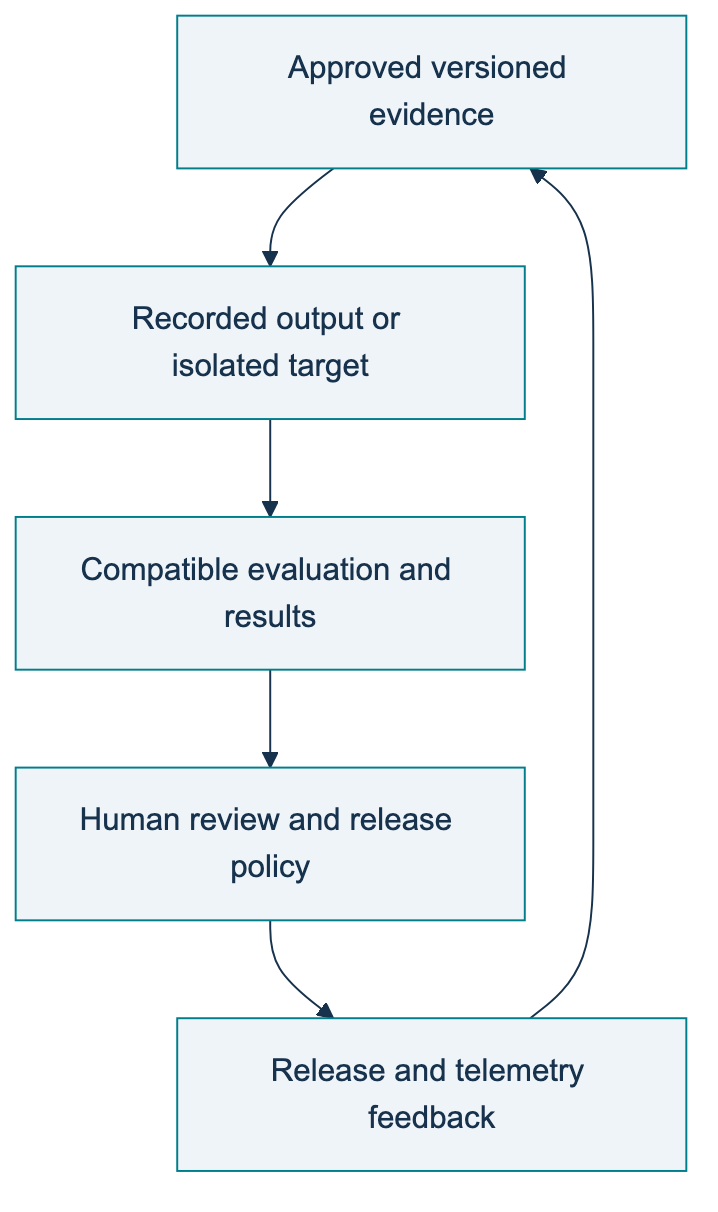 Approved versioned
evidence
Recorded output or
isolated target
Compatible evaluation and
results
Human review and release
policy
Release and telemetry
feedback